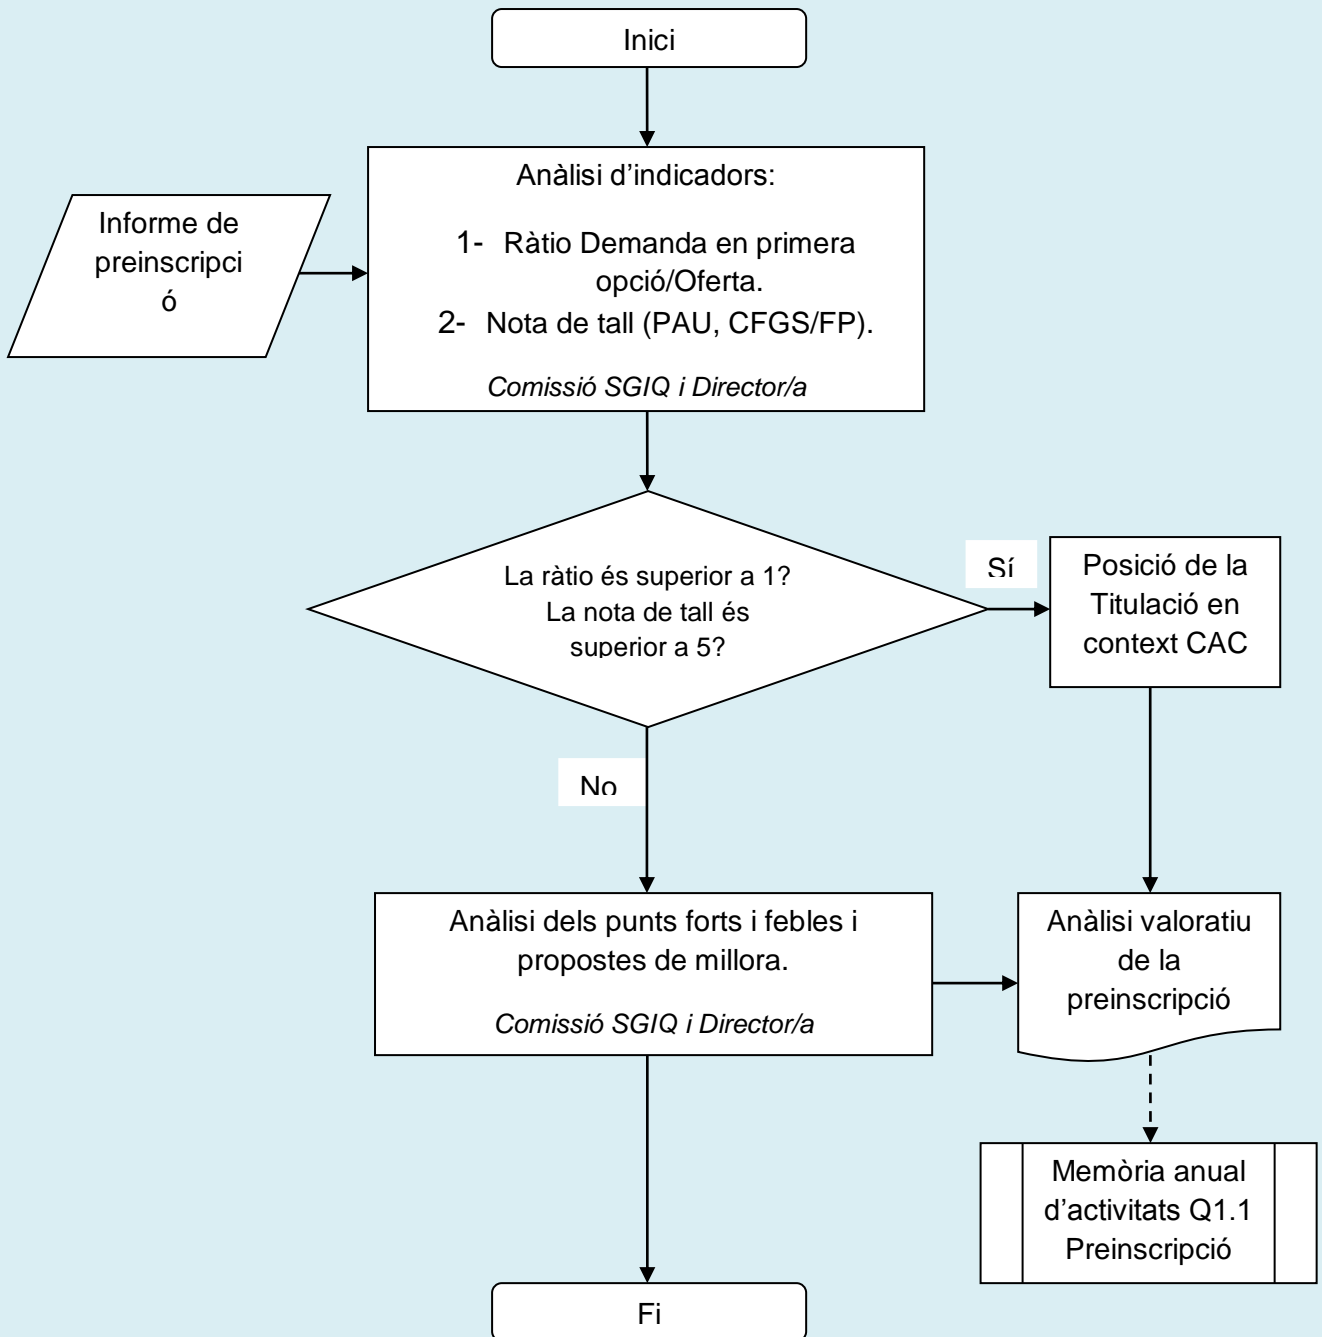 Inici
Anàlisi d’indicadors:
1- Ràtio Demanda en primera
opció/Oferta.
2- Nota de tall (PAU, CFGS/FP).
Comissió SGIQ i Director/a
Informe de
preinscripci
ó
La ràtio és superior a 1?
La nota de tall és
superior a 5?
Sí
Posició de la
Titulació en
context CAC
No
Anàlisi dels punts forts i febles i
propostes de millora.
Comissió SGIQ i Director/a
Anàlisi valoratiu
de la
preinscripció
Memòria anual
d’activitats Q1.1
Preinscripció
Fi